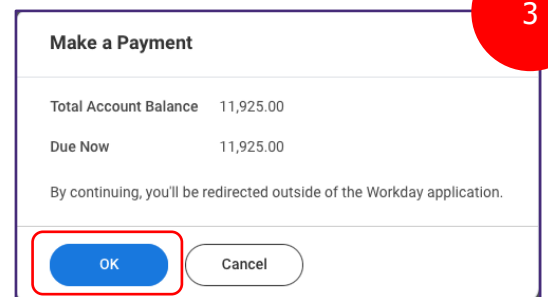 3
Make a Payment
Total Account Balance 11,925.00
Due Now 11,925.00
By continuing, you'll be redirected outside of the Workday application.
OK Cancel